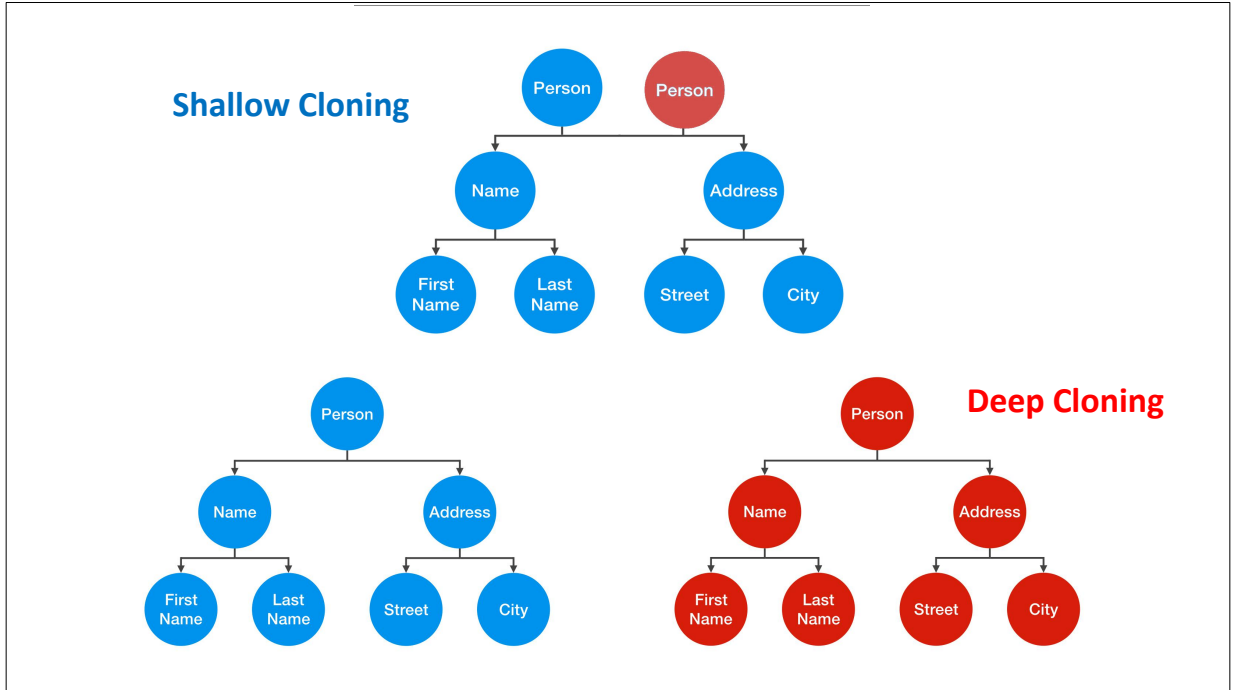 Shallow Cloning
Person
Person
Name
Address
First
Name
Last
Name
Street
City
Deep Cloning
Person
Name
Address
First
Name
Last
Name
Street
City
Person
Name
Address
First
Name
Last
Name
Street
City